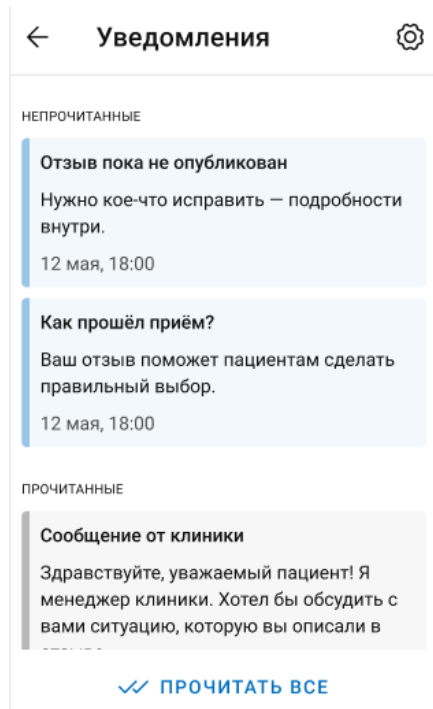 Уведомления
НЕПРОЧИТАННЫЕ
Отзыв пока не опубликован
Нужно кое-что исправить — подробности
внутри.
12 мая, 18:00
Как прошёл приём?
Ваш отзыв поможет пациентам сделать
правильный выбор.
12 мая, 18:00
ПРОЧИТАННЫЕ
Сообщение от клиники
Здравствуйте, уважаемый пациент! Я
менеджер клиники. Хотел бы обсудить с
вами ситуацию, которую вы описали в
ПРОЧИТАТЬ ВСЕ